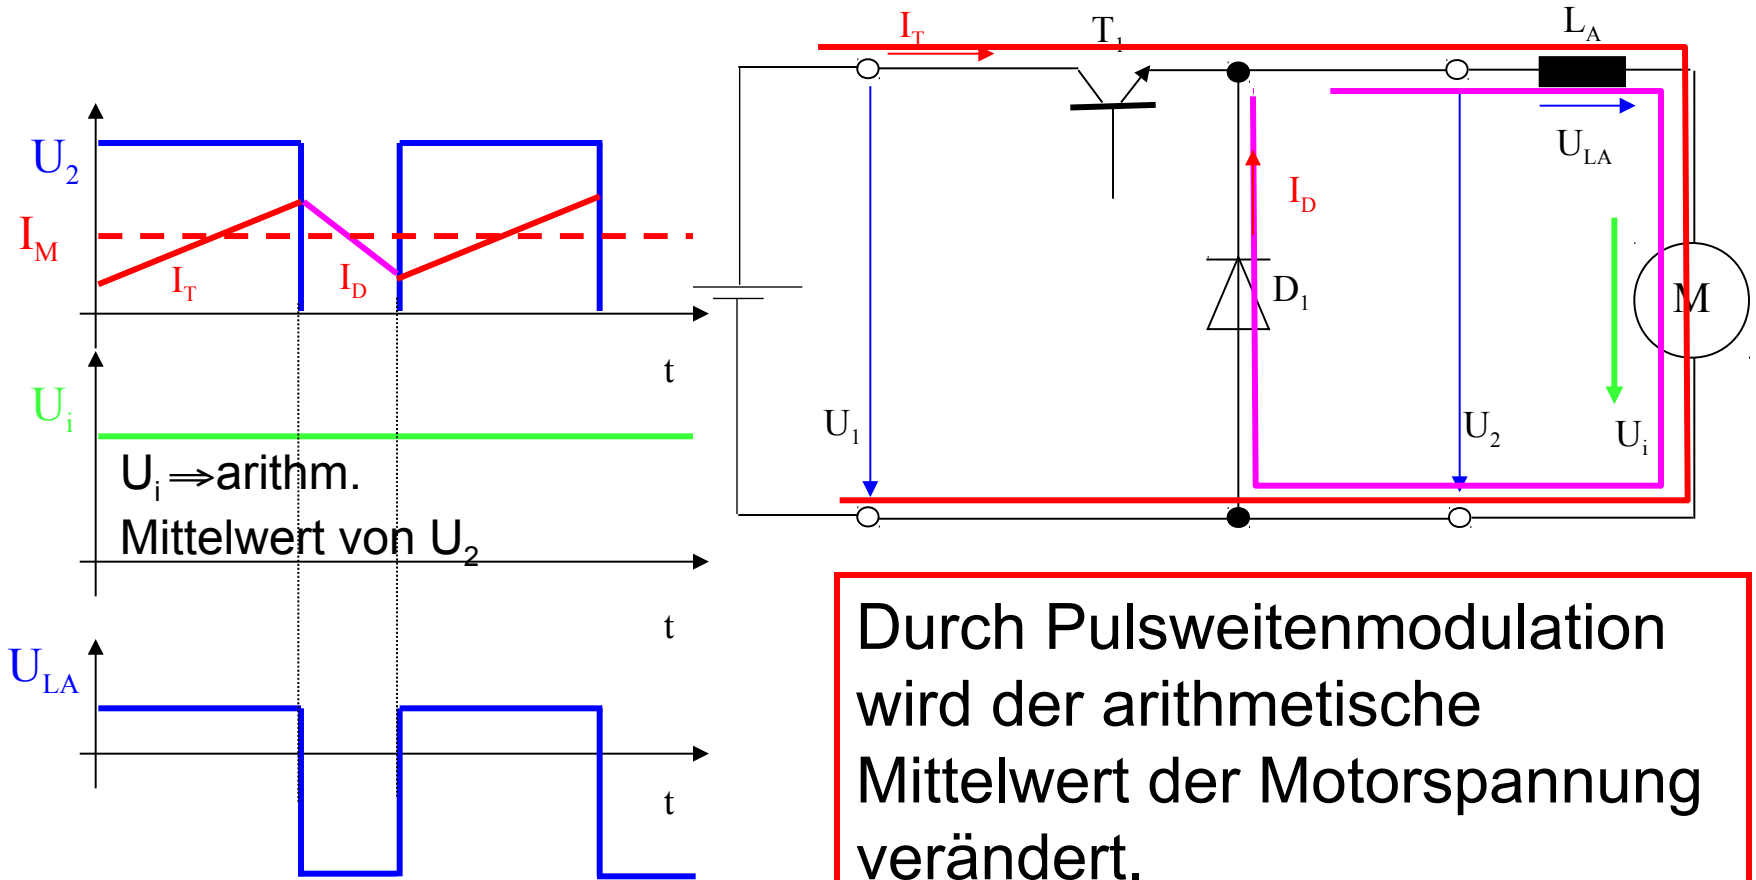 U2
IM
IT
ID
t
Ui
Ui ⇒ arithm.
Mittelwert von U2
t
ULA
t
IT
T1
LA
ULA
ID
D1
M
U1
U2
Ui
Durch Pulsweitenmodulation
wird der arithmetische
Mittelwert der Motorspannung
verändert.